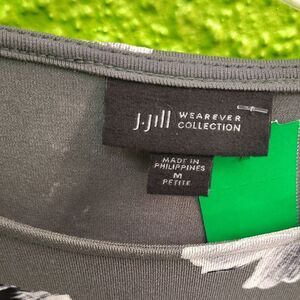 J.Jill WEAREVER
COLLECTION
MADE IN
PHILIPPINES
M
PETITE